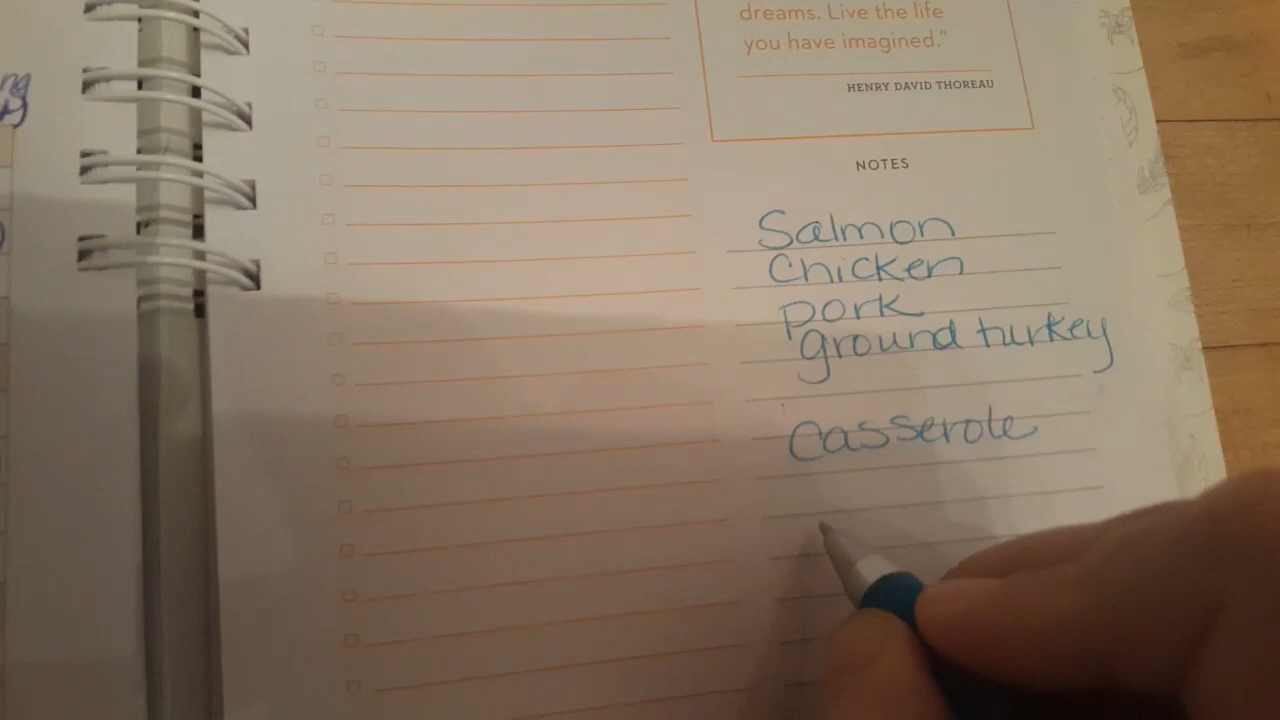 dreams. Live the life
you have imagined."
HENRY DAVID THOREAU
NOTES
Salmon
Chicken
pork
ground turkey
Casserole